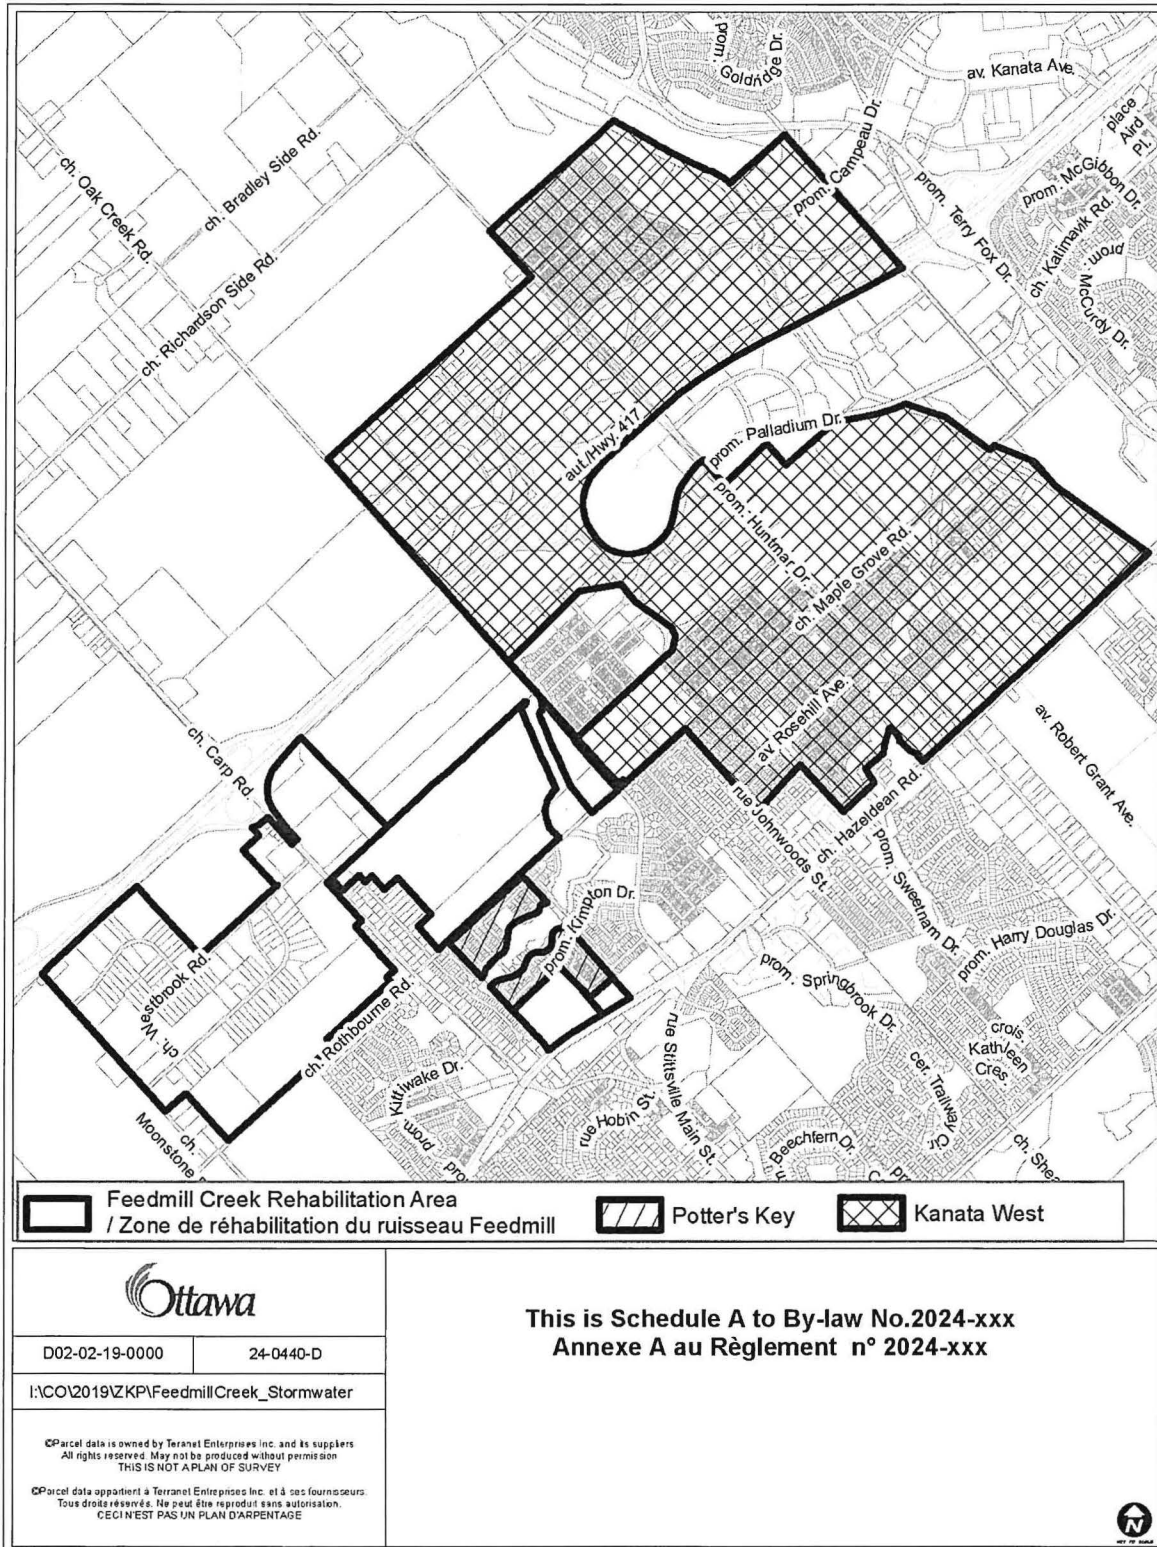 prom. Goldridge Dr.
av. Kanata Ave.
place Aird Pl.
prom. Campeau Dr.
prom. McGibbon Dr.
ch. Bradley Side Rd.
ch. Oak Creek Rd.
prom. Terry Fox Dr.
ch. Katimavik Rd.
prom. McCurdy Dr.
ch. Richardson Side Rd.
aut./Hwy. 417
prom. Palladium Dr.
prom. Huntmar Dr.
ch. Maple Grove Rd.
av. Rosehill Ave.
av. Robert Grant Ave.
ch. Carp Rd.
rue Johnwoods St.
ch. Hazeldean Rd.
prom. Sweetnam Dr.
prom. Kimpton Dr.
prom. Harry Douglas Dr.
prom. Springbrook Dr.
ch. Westbrook Rd.
ch. Rothbourne Rd.
rue Stittsville Main St.
crois. Kathleen Cres.
cer. Trailway Cir.
Kittiwake Dr.
prom.
rue Hobin St.
Beechfern Dr.
ch. Moonstone
ch. She
Feedmill Creek Rehabilitation Area
/ Zone de réhabilitation du ruisseau Feedmill
Potter's Key
Kanata West
Ottawa
This is Schedule A to By-law No.2024-xxx
Annexe A au Règlement n° 2024-xxx
D02-02-19-0000
24-0440-D
I:\CO\2019\ZKP\FeedmillCreek_Stormwater
©Parcel data is owned by Teranet Enterprises Inc. and its suppliers
All rights reserved. May not be produced without permission
THIS IS NOT A PLAN OF SURVEY
©Parcel data appartient à Terranet Entreprises Inc. et à ses fournisseurs.
Tous droits réservés. Ne peut être reproduit sans autorisation.
CECI N'EST PAS UN PLAN D'ARPENTAGE
N